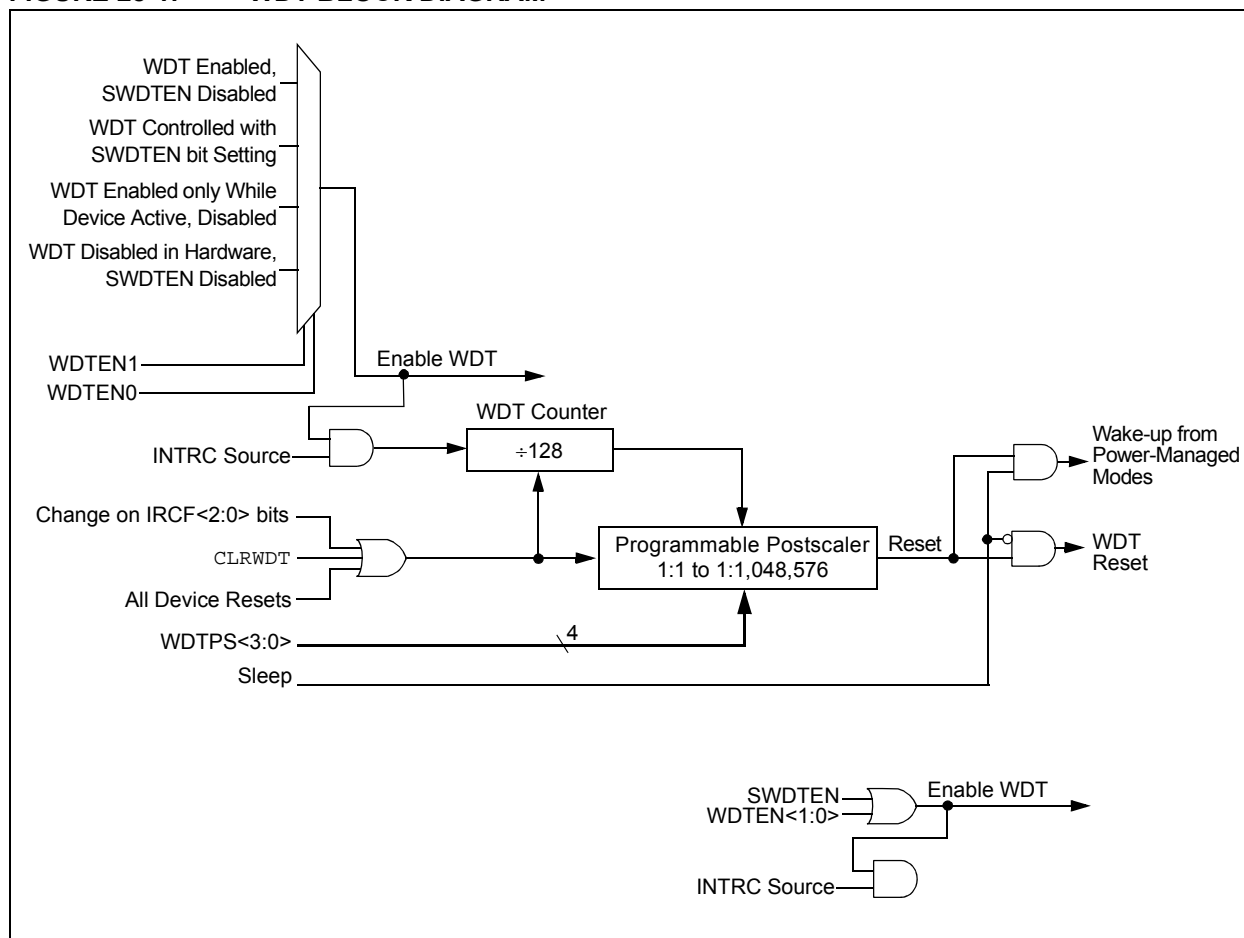 WDT Enabled,
SWDTEN Disabled
WDT Controlled with
SWDTEN bit Setting
WDT Enabled only While
Device Active, Disabled
WDT Disabled in Hardware,
SWDTEN Disabled
WDTEN1
WDTEN0
Enable WDT
WDT Counter
INTRC Source
÷128
Wake-up from
Power-Managed
Modes
Change on IRCF<2:0> bits
CLRWDT
All Device Resets
Programmable Postscaler
1:1 to 1:1,048,576
Reset
WDT
Reset
WDTPS<3:0>
4
Sleep
SWDTEN
WDTEN<1:0>
Enable WDT
INTRC Source